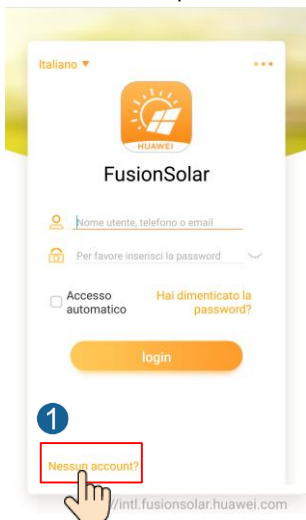 Italiano ▼ •••
HUAWEI
FusionSolar
Nome utente, telefono o email
Per favore inserisci la password
Accesso automatico
Hai dimenticato la password?
login
1
Nessun account?
//intl.fusionsolar.huawei.com